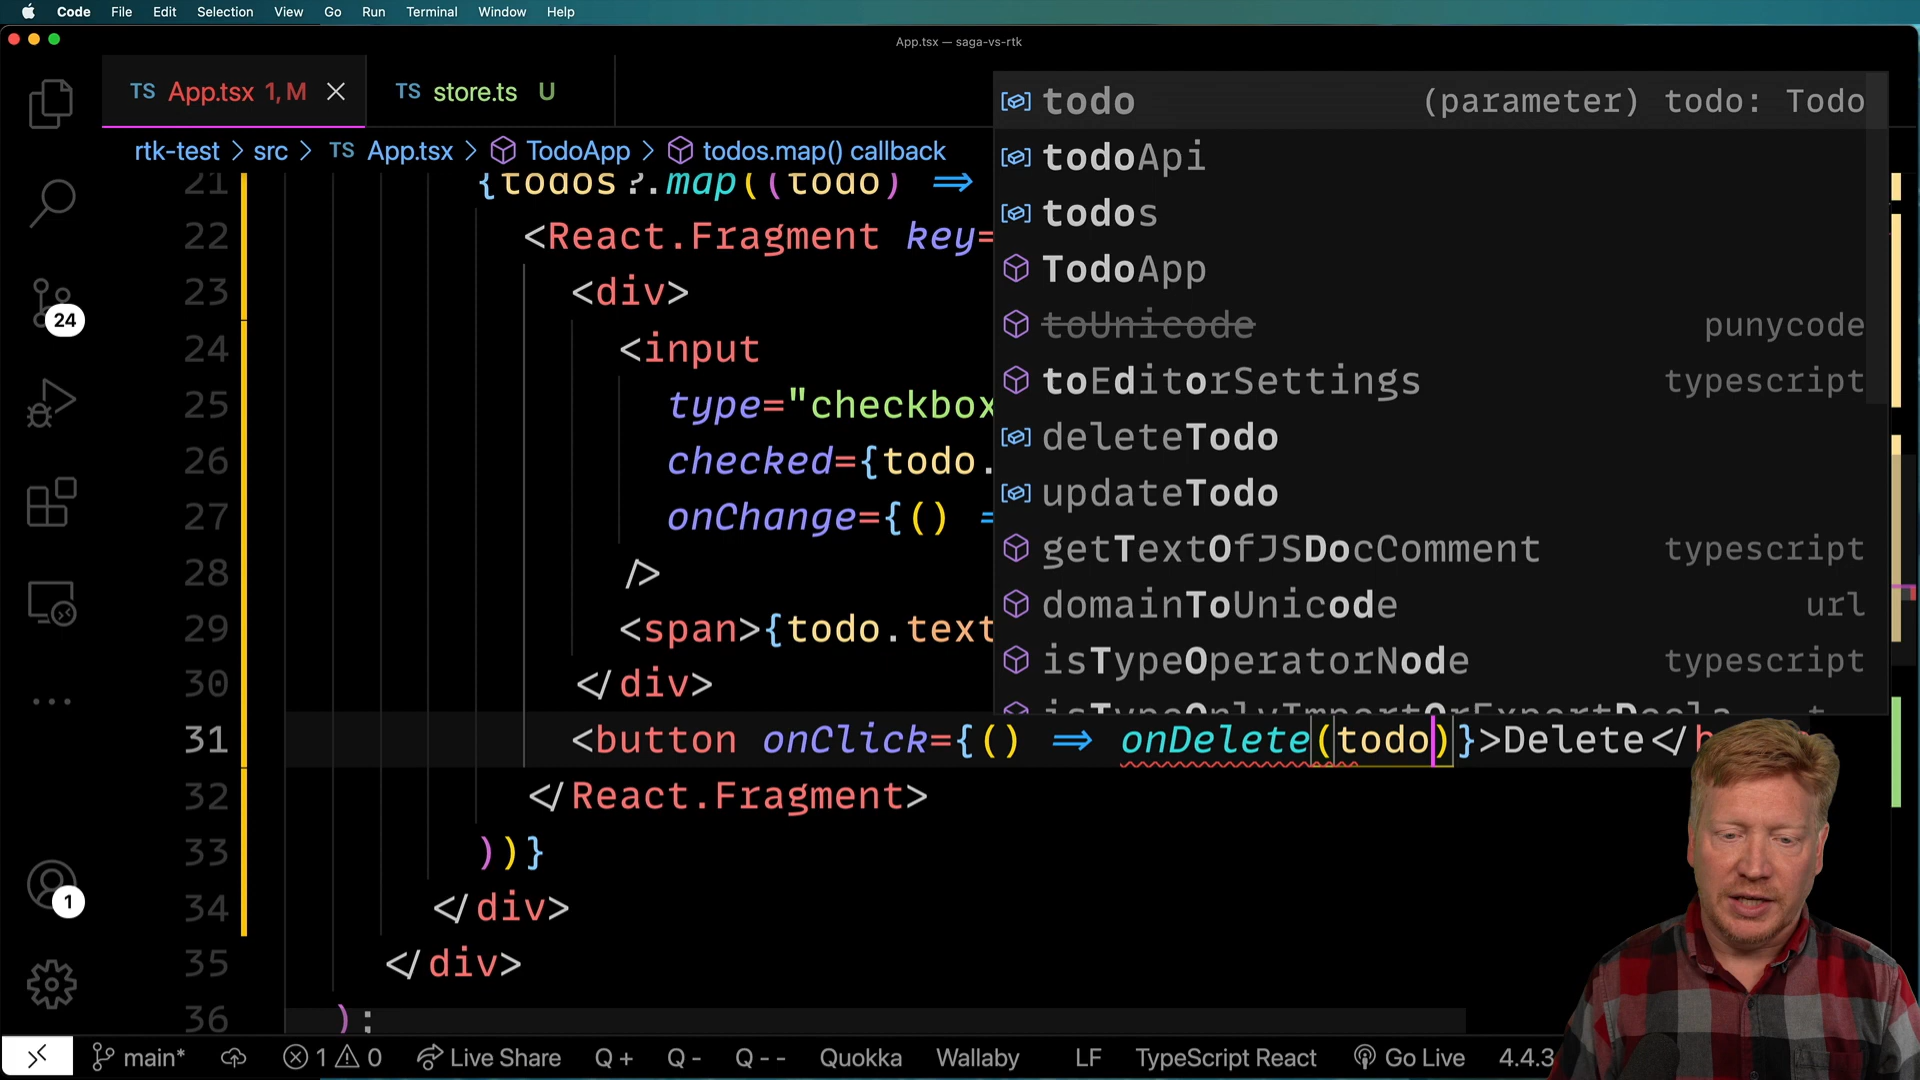 Code File Edit Selection View Go Run Terminal Window Help
App.tsx — saga-vs-rtk
TS App.tsx 1, M
TS store.ts U
rtk-test > src > TS App.tsx > TodoApp > todos.map() callback
21 {todos?.map((todo) ⇒
22 <React.Fragment key=
23 <div>
24 <input
25 type="checkbox
26 checked={todo.
27 onChange={() =
28 />
29 <span>{todo.text
30 </div>
31 <button onClick={() ⇒ onDelete(todo)}>Delete</
32 </React.Fragment>
33 ))}
34 </div>
35 </div>
36 );
todo (parameter) todo: Todo
todoApi
todos
TodoApp
toUnicode punycode
toEditorSettings typescript
deleteTodo
updateTodo
getTextOfJSDocComment typescript
domainToUnicode url
isTypeOperatorNode typescript
24
1
main* 1 0 Live Share Q + Q - Q - - Quokka Wallaby LF TypeScript React Go Live 4.4.3